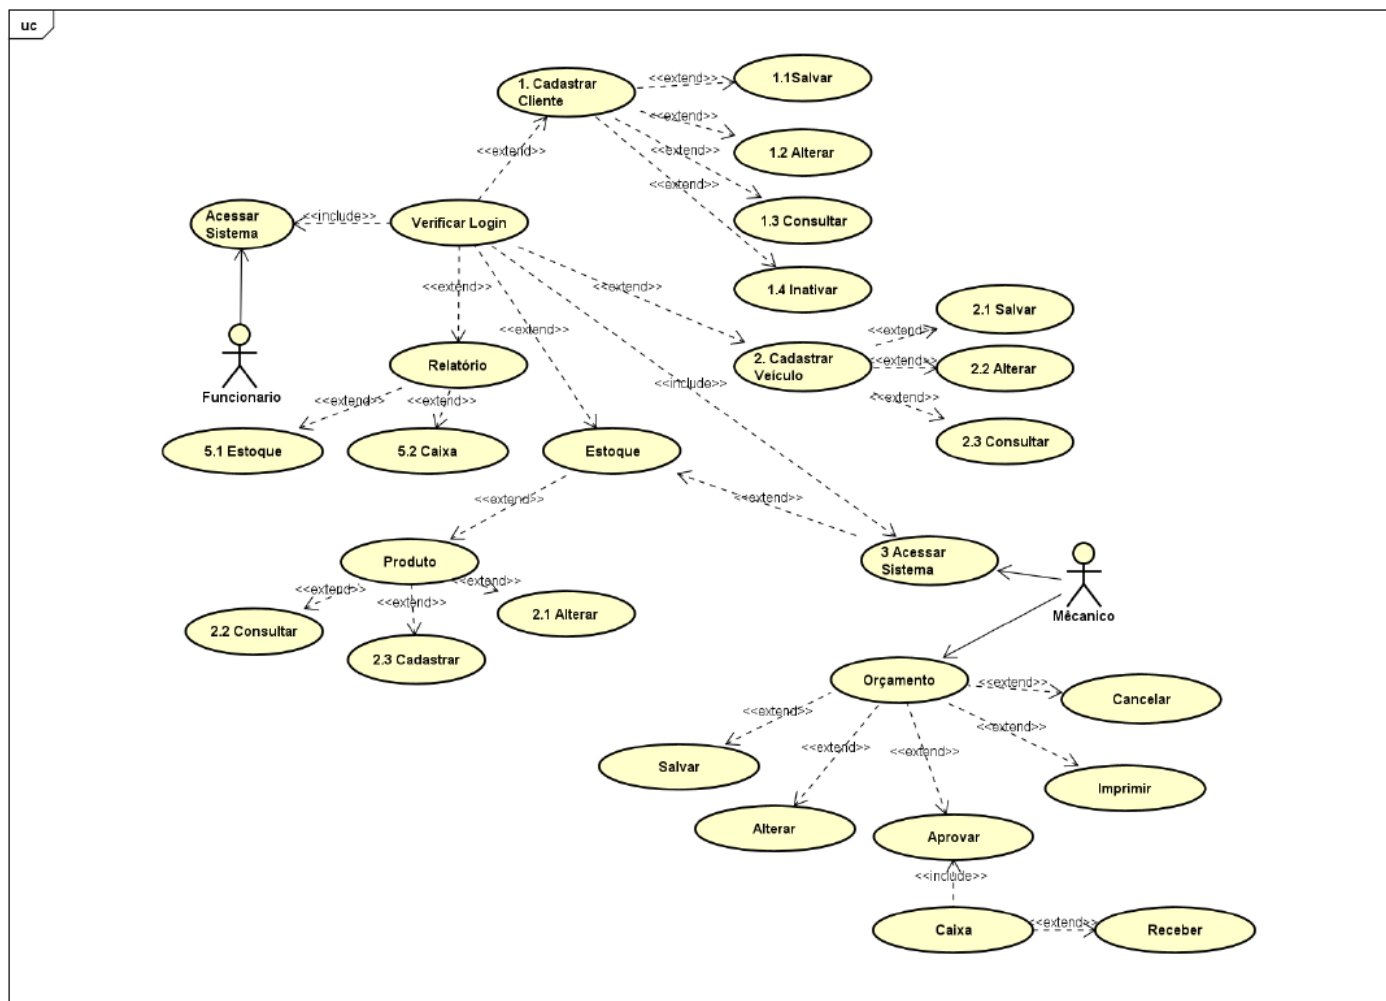 uc
1. Cadastrar
Cliente
<<extend>>
1.1Salvar
<<extend>>
1.2 Alterar
<<extend>>
<<extend>>
<<extend>>
1.3 Consultar
Acessar
Sistema
<<include>>
Verificar Login
1.4 Inativar
<<extend>>
<<extend>>
2.1 Salvar
<<extend>>
<<extend>>
Relatório
2. Cadastrar
Veículo
<<extend>>
2.2 Alterar
<<include>>
Funcionario
<<extend>>
<<extend>>
<<extend>>
2.3 Consultar
5.1 Estoque
5.2 Caixa
Estoque
<<extend>>
<<extend>>
Produto
3 Acessar
Sistema
<<extend>>
<<extend>>
<<extend>>
2.1 Alterar
Mêcanico
2.2 Consultar
2.3 Cadastrar
Orçamento
<<extend>>
Cancelar
<<extend>>
<<extend>>
<<extend>>
<<extend>>
Salvar
Imprimir
Alterar
Aprovar
<<include>>
Caixa
<<extend>>
Receber